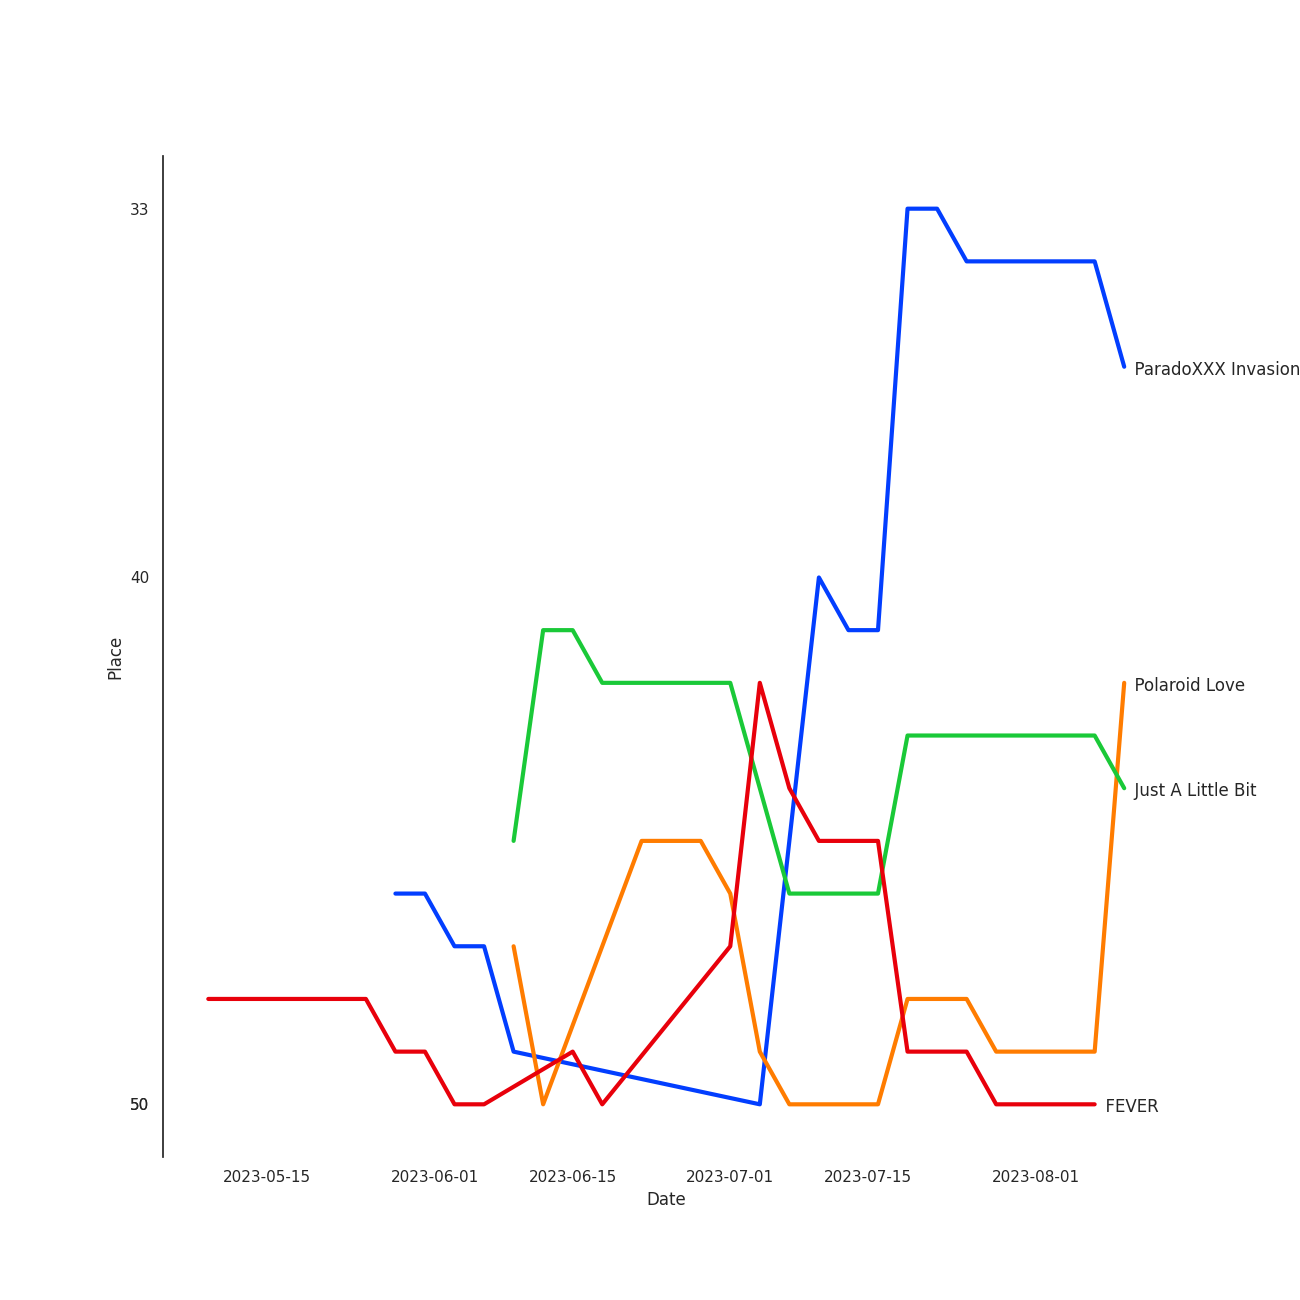 33
ParadoXXX Invasion
40
Place
Polaroid Love
Just A Little Bit
50
FEVER
2023-05-15 2023-06-01 2023-06-15 2023-07-01 2023-07-15 2023-08-01
Date